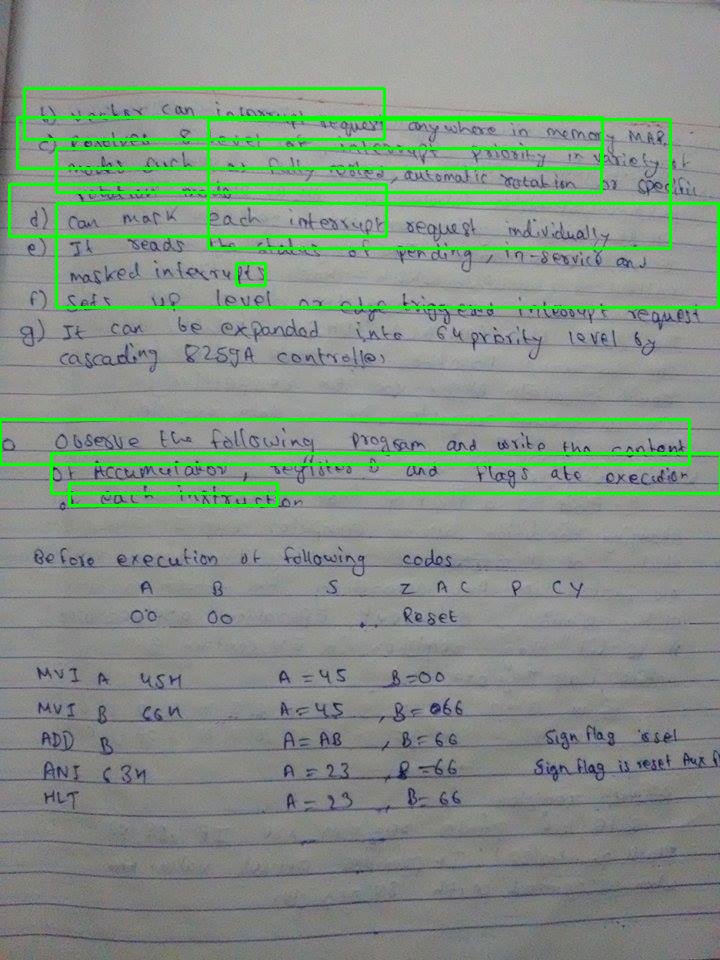 b) Vector can interrupt request anywhere in memory MAP.
c) resolves 8 level of interrupt priority in variety of
modes such as fully nested, automatic rotation or specific
rotation mode
d) Can mask each interrupt request individually
e) It reads the status of pending, in-service and
masked interrupts
f) Sets up level or edge triggered interrupt request
g) It can be expanded into 64 priority level by
cascading 8259A controller
Observe the following program and write the content
of Accumulator, register B and flags ate execution
of each instruction
Before execution of following codes
A B S Z AC P CY
00 00 Reset
MVI A 45H A = 45 B=00
MVI B 66H A = 45 , B = 066
ADD B A = AB , B = 66 Sign flag is set
ANI 63H A = 23 , B = 66 Sign flag is reset Aux
HLT A = 23 , B = 66